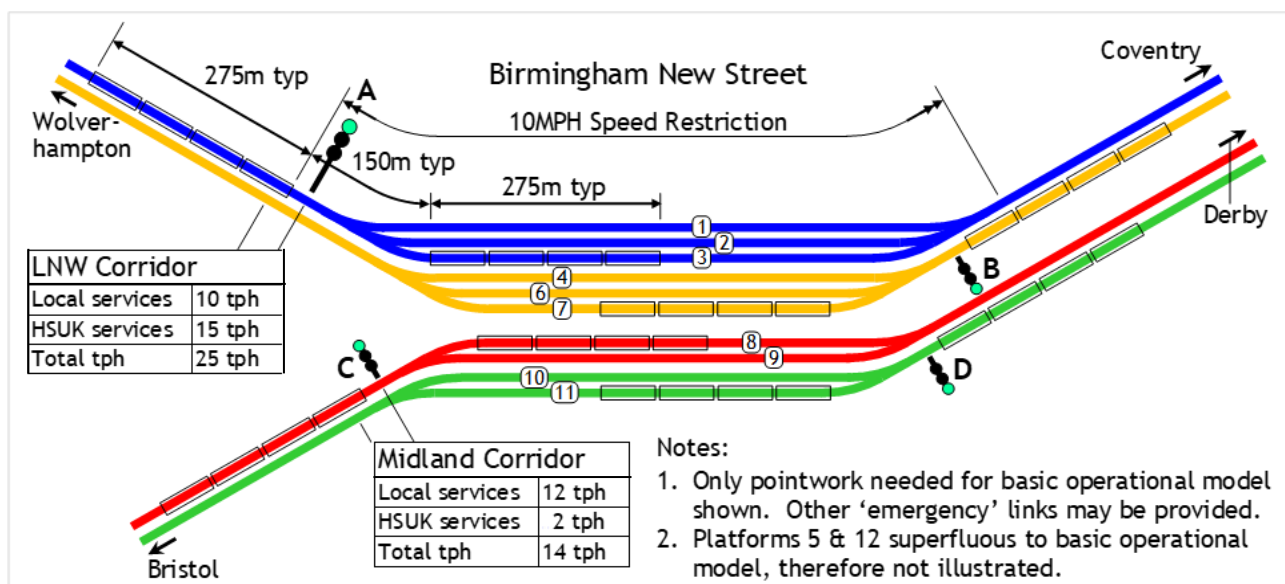 Birmingham New Street
10MPH Speed Restriction
275m typ
A
Coventry
Wolver-
hampton
150m typ
275m typ
Derby
1
2
3
4
6
7
B
LNW Corridor
Local services 10 tph
HSUK services 15 tph
Total tph 25 tph
8
9
C
10
11
D
Midland Corridor
Local services 12 tph
HSUK services 2 tph
Total tph 14 tph
Bristol
Notes:
1. Only pointwork needed for basic operational model
shown. Other ‘emergency’ links may be provided.
2. Platforms 5 & 12 superfluous to basic operational
model, therefore not illustrated.